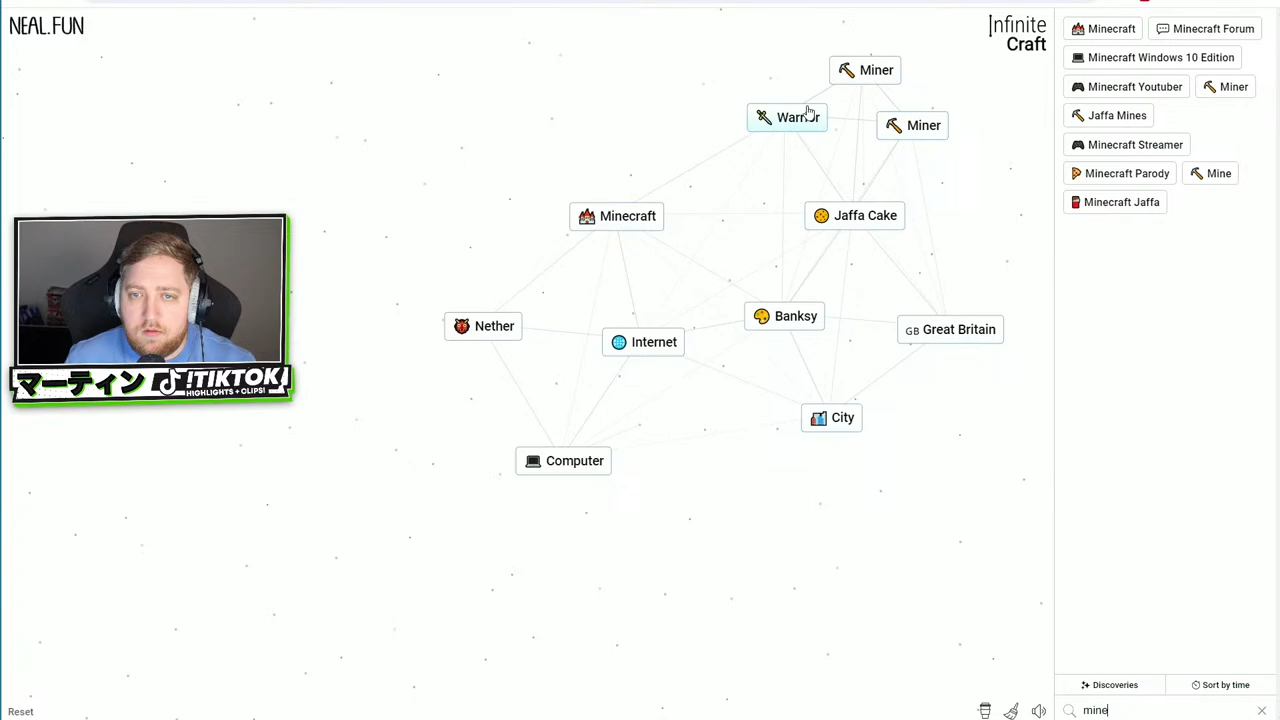 NEAL.FUN
Infinite
Craft
Miner
Warrior
Miner
Minecraft
Jaffa Cake
Nether
Internet
Banksy
GB Great Britain
City
Computer
マーティン !TIKTOK
HIGHLIGHTS + CLIPS!
Reset
Minecraft
Minecraft Forum
Minecraft Windows 10 Edition
Minecraft Youtuber
Miner
Jaffa Mines
Minecraft Streamer
Minecraft Parody
Mine
Minecraft Jaffa
Discoveries
Sort by time
mine